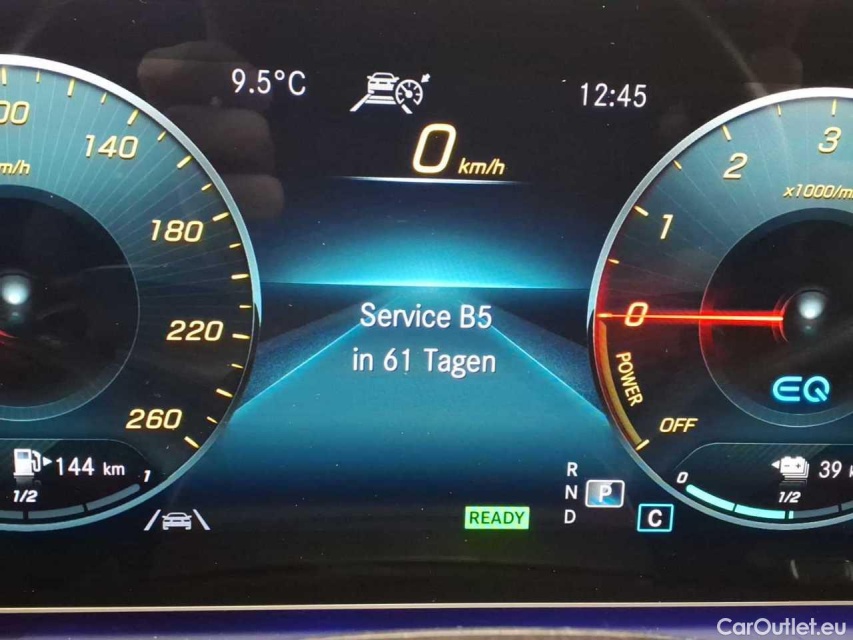 9.5°C
12:45
0 km/h
140
180
220
260
m/h
144 km
1/2
1
Service B5
in 61 Tagen
READY
R
N P
D
C
3
2
1
0
x1000/m
POWER
OFF
EQ
0
39
1/2
CarOutlet.eu